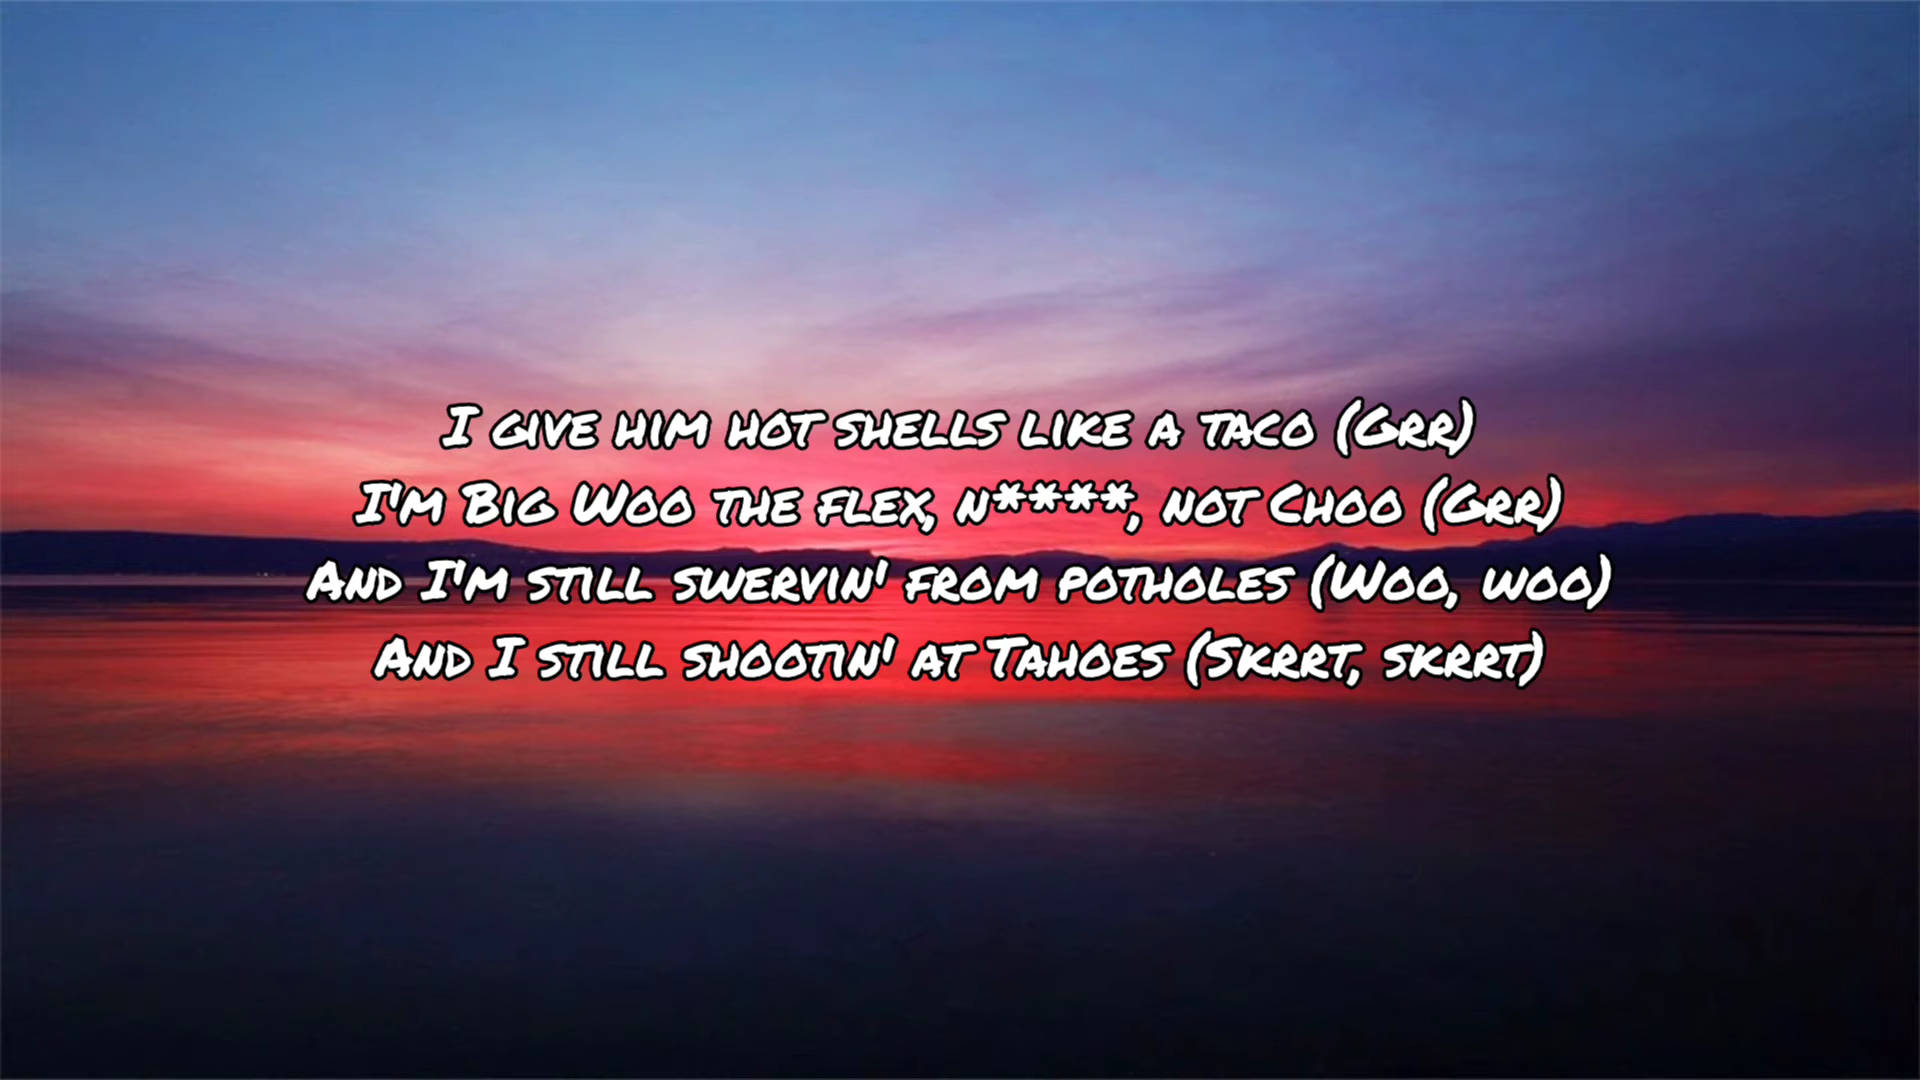 I give him hot shells like a taco (Grr)
I'm Big Woo the flex, n****, not Choo (Grr)
And I'm still swervin' from potholes (Woo, woo)
And I still shootin' at Tahoes (Skrrt, skrrt)